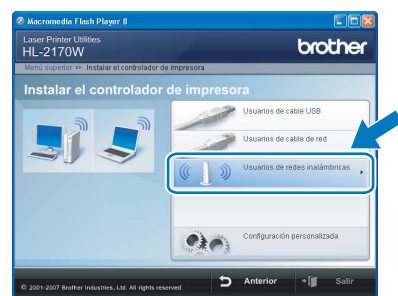 Macromedia Flash Player 8
Laser Printer Utilities
HL-2170W
brother
Menú superior >> Instalar el controlador de impresora
Instalar el controlador de impresora
Usuarios de cable USB
Usuarios de cable de red
Usuarios de redes inalámbricas
Configuración personalizada
© 2001-2007 Brother Industries, Ltd. All rights reserved.
Anterior
Salir